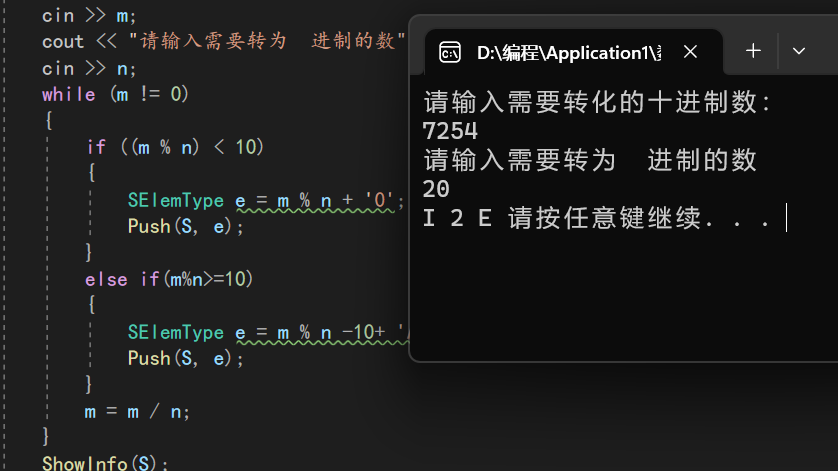 cin >> m;
cout << "请输入需要转为  进制的数"
cin >> n;
while (m != 0)
{
if ((m % n) < 10)
{
SElemType e = m % n + '0';
Push(S, e);
}
else if(m%n>=10)
{
SElemType e = m % n -10+ '
Push(S, e);
}
m = m / n;
}
ShowInfo(S);
D:\编程\Application1\
请输入需要转化的十进制数:
7254
请输入需要转为  进制的数
20
I 2 E 请按任意键继续. . .